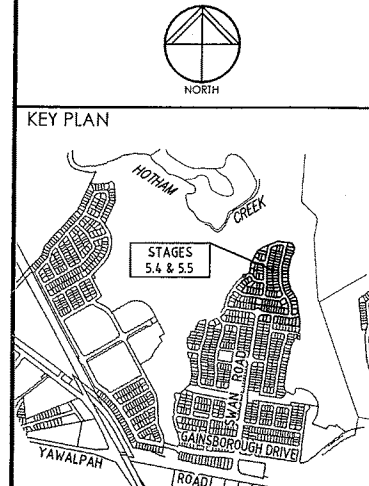 NORTH
KEY PLAN
HOTHAM
CREEK
STAGES
5.4 & 5.5
SWAN ROAD
GAINSBOROUGH DRIVE
YAWALPAH
ROAD